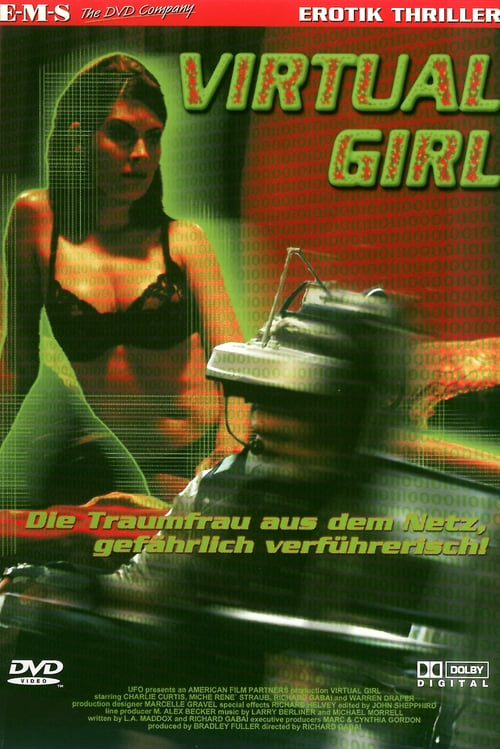 E-M-S The DVD Company
EROTIK THRILLER
VIRTUAL
GIRL
Die Traumfrau aus dem Netz,
gefährlich verführerisch!
DVD
VIDEO
TM
DOLBY
DIGITAL
UFO presents an AMERICAN FILM PARTNERS production VIRTUAL GIRL
starring CHARLIE CURTIS, MICHE RENE' STRAUB, RICHARD GABAI and WARREN DRAPER
production designer MARCELLE GRAVEL special effects RICHARD HELVEY edited by JOHN SHEPPHIRD
line producer M. ALEX BECKER music by LARRY BERLINER and MICHAEL MORRELL
written by L.A. MADDOX and RICHARD GABAI executive producers MARC & CYNTHIA GORDON
produced by BRADLEY FULLER directed by RICHARD GABAI